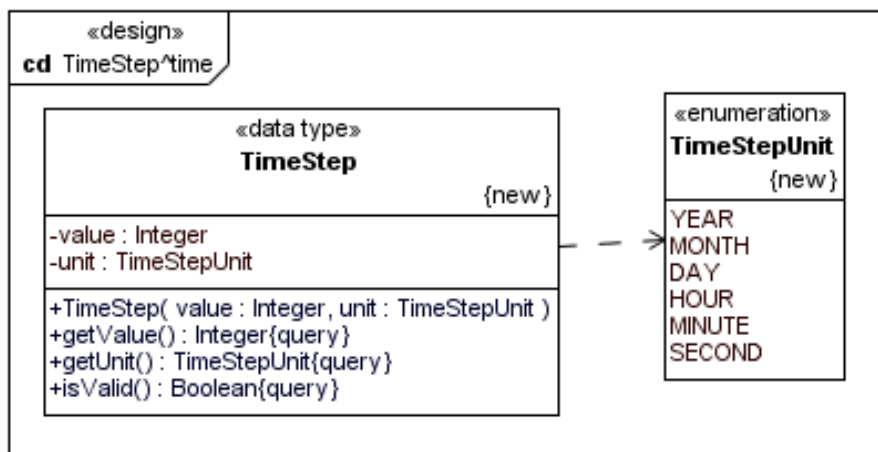 «design»
cd TimeStep^time
«data type»
TimeStep
{new}
-value : Integer
-unit : TimeStepUnit
+TimeStep( value : Integer, unit : TimeStepUnit )
+getValue() : Integer{query}
+getUnit() : TimeStepUnit{query}
+isValid() : Boolean{query}
«enumeration»
TimeStepUnit
{new}
YEAR
MONTH
DAY
HOUR
MINUTE
SECOND